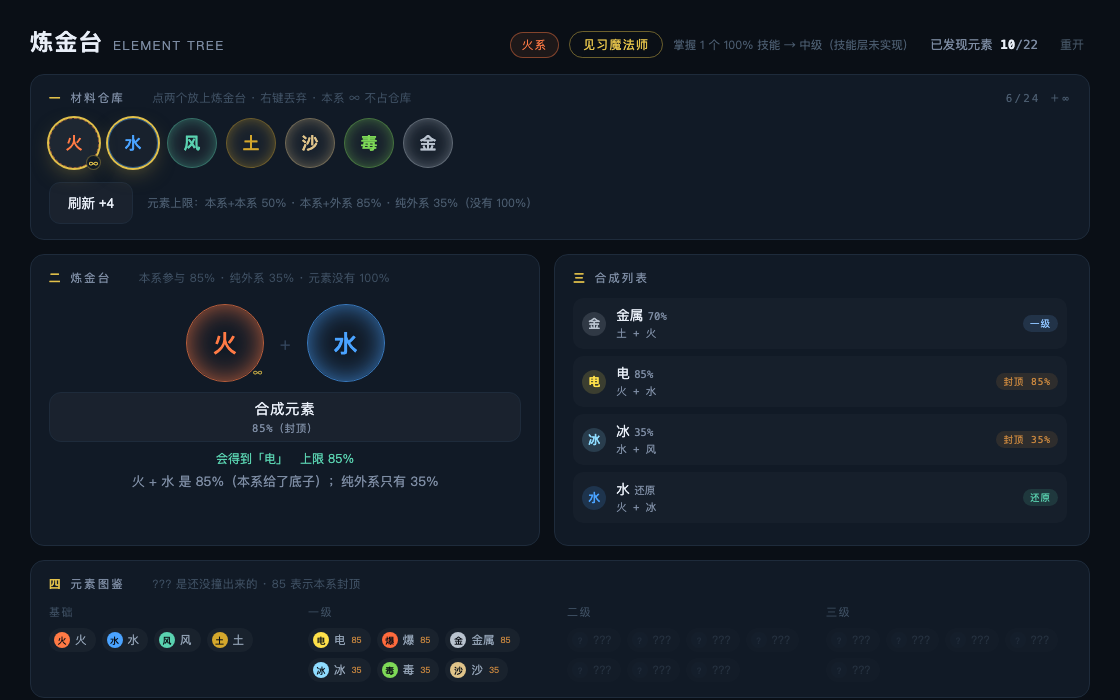 炼金台 ELEMENT TREE 火系 见习魔法师 掌握 1 个 100% 技能 → 中级（技能层未实现） 已发现元素 10/22 重开
一 材料仓库 点两个放上炼金台 · 右键丢弃 · 本系 ∞ 不占仓库 6/24 +∞
火 ∞ 水 风 土 沙 毒 金
刷新 +4 元素上限：本系+本系 50% · 本系+外系 85% · 纯外系 35%（没有 100%）
二 炼金台 本系参与 85% · 纯外系 35% · 元素没有 100%
火 ∞ + 水
合成元素
85%（封顶）
会得到「电」 上限 85%
火 + 水 是 85%（本系给了底子）；纯外系只有 35%
三 合成列表
金 金属 70% 一级
土 + 火
电 电 85% 封顶 85%
火 + 水
冰 冰 35% 封顶 35%
水 + 风
水 水 还原 还原
火 + 冰
四 元素图鉴 ??? 是还没撞出来的 · 85 表示本系封顶
基础 一级 二级 三级
火 火 水 水 风 风 土 土 电 电 85 爆 爆 85 金 金属 85 ? ??? ? ??? ? ??? ? ??? ? ??? ? ??? ? ??? ? ???
冰 冰 35 毒 毒 35 沙 沙 35 ? ??? ? ??? ? ??? ? ???